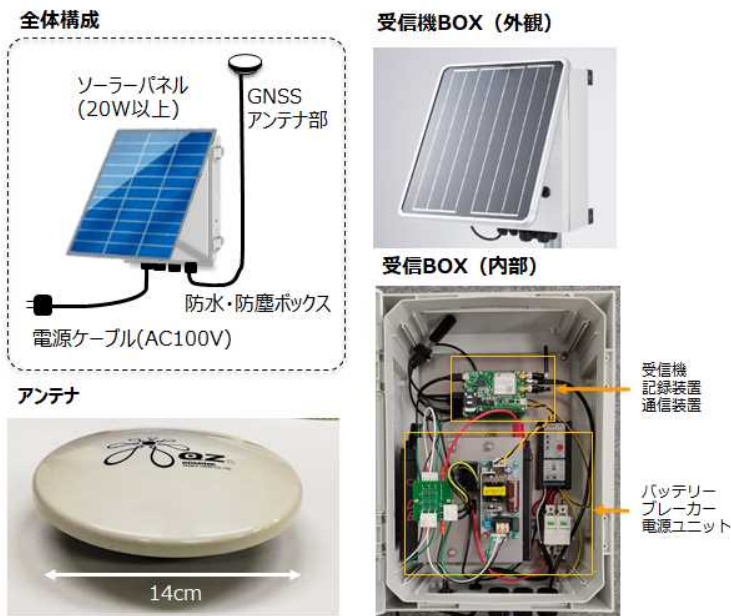 全体構成
ソーラーパネル
(20W以上)
GNSS
アンテナ部
防水・防塵ボックス
電源ケーブル(AC100V)
受信機BOX（外観）
受信BOX（内部）
受信機
記録装置
通信装置
バッテリー
ブレーカー
電源ユニット
アンテナ
14cm